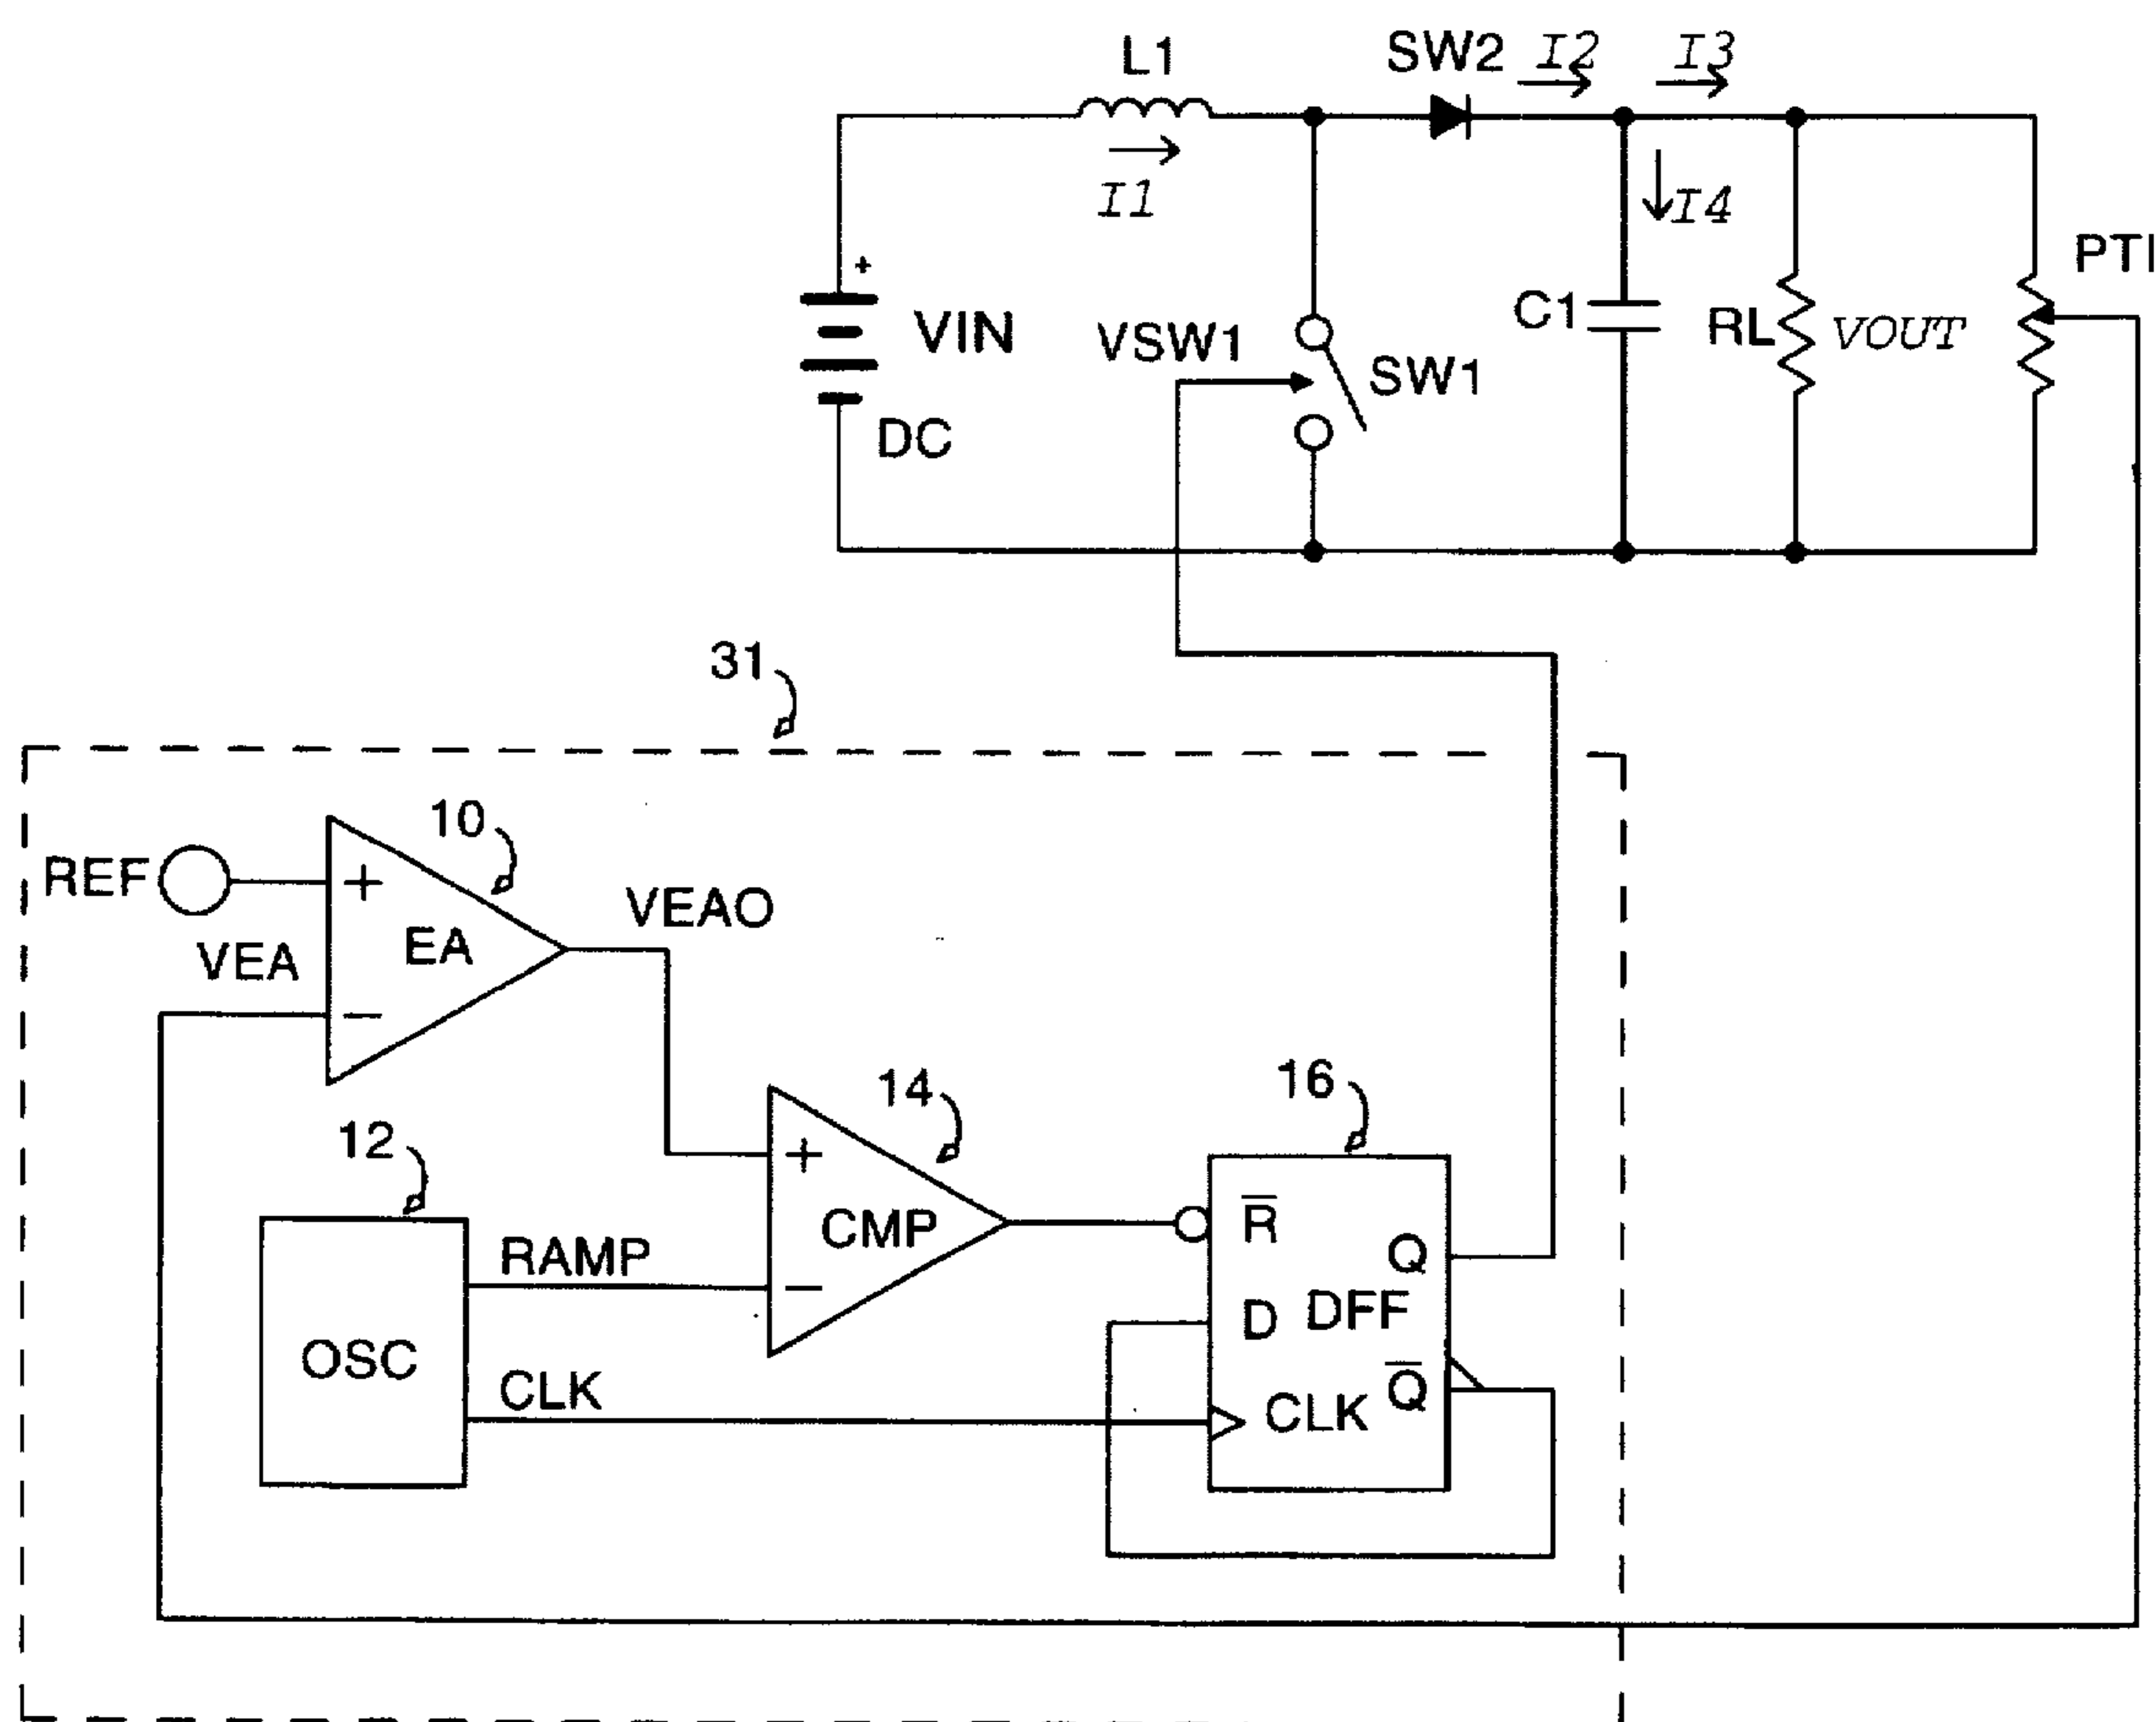 L1
SW2
I2
I3
I1
I4
+
VIN
DC
VSW1
SW1
C1
RL
VOUT
PTI
31
REF
10
+
EA
VEA
−
VEAO
12
OSC
RAMP
CLK
14
+
CMP
−
16
R̅
Q
D
DFF
Q̅
CLK